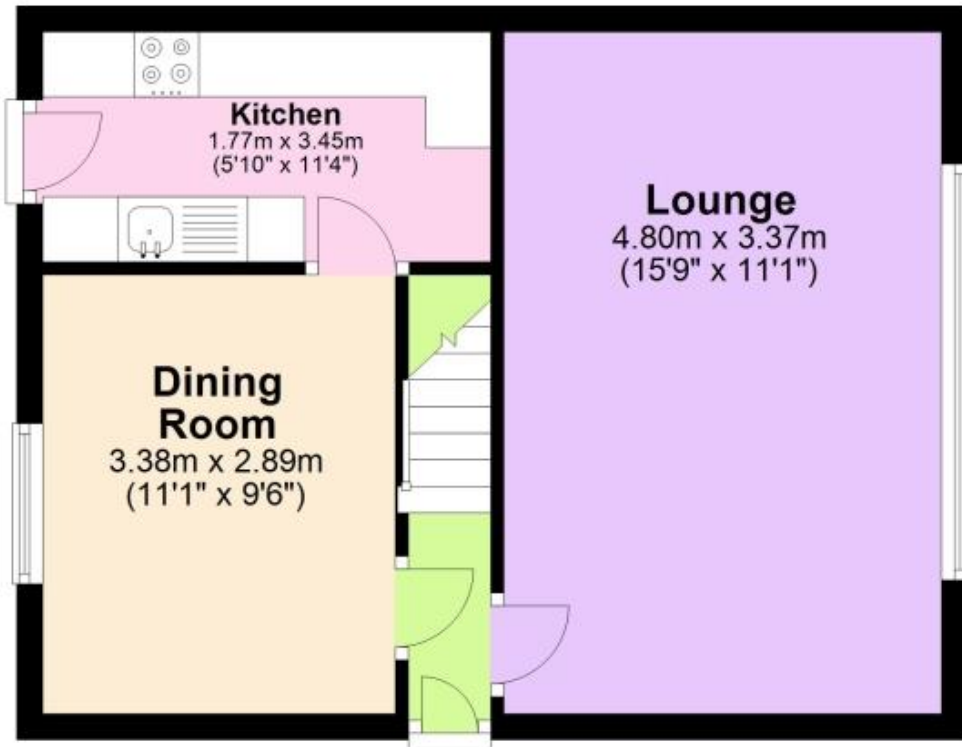 Kitchen
1.77m x 3.45m
(5'10" x 11'4")
Lounge
4.80m x 3.37m
(15'9" x 11'1")
Dining
Room
3.38m x 2.89m
(11'1" x 9'6")